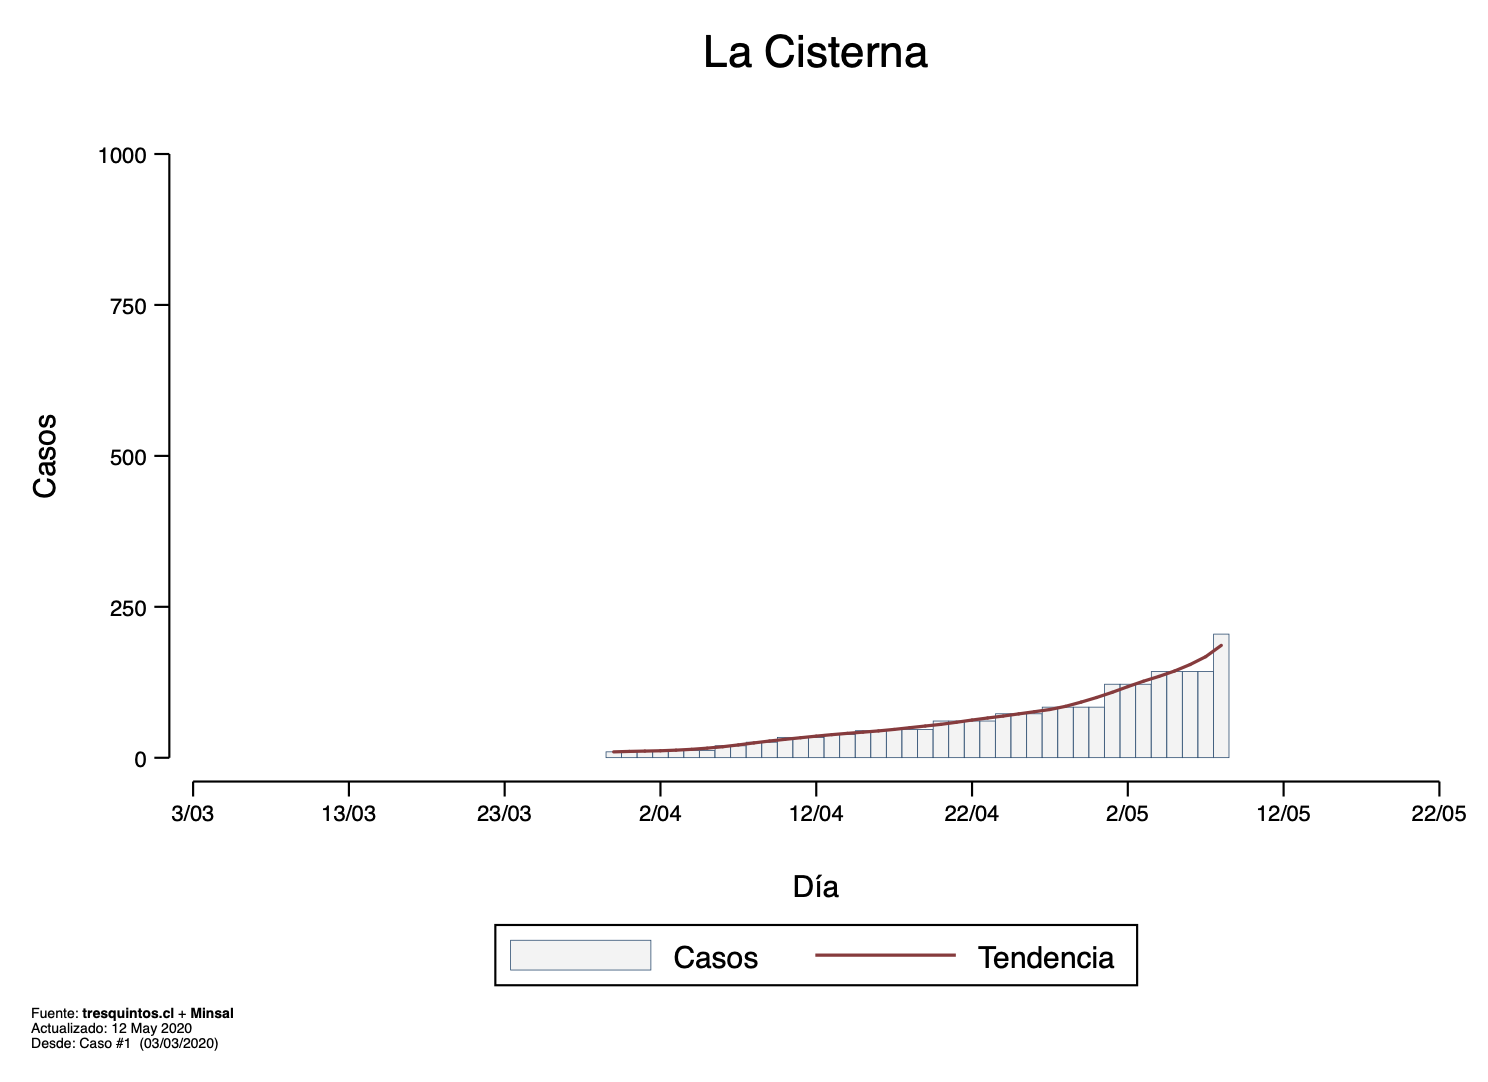 La Cisterna
1000
750
500
250
0
Casos
3/03 13/03 23/03 2/04 12/04 22/04 2/05 12/05 22/05
Día
Casos Tendencia
Fuente: tresquintos.cl + Minsal
Actualizado: 12 May 2020
Desde: Caso #1 (03/03/2020)